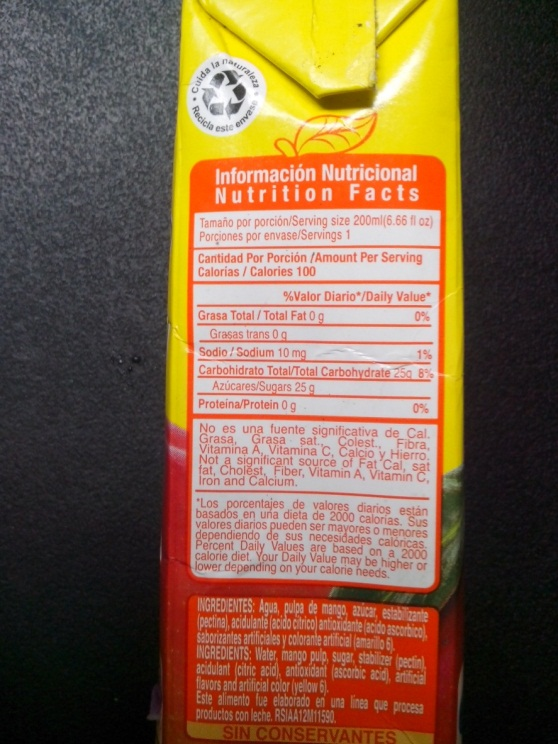 Cuida la naturaleza
Recicla este envase
Información Nutricional
Nutrition Facts
Tamaño por porción/Serving size 200ml(6.66 fl oz)
Porciones por envase/Servings 1
Cantidad Por Porción /Amount Per Serving
Calorías / Calories 100
%Valor Diario*/Daily Value*
Grasa Total / Total Fat 0 g 0%
Grasas trans 0 g
Sodio / Sodium 10 mg 1%
Carbohidrato Total/Total Carbohydrate 25g 8%
Azúcares/Sugars 25 g
Proteína/Protein 0 g 0%
No es una fuente significativa de Cal.
Grasa, Grasa sat., Colest., Fibra,
Vitamina A, Vitamina C, Calcio y Hierro.
Not a significant source of Fat Cal, sat
fat, Cholest, Fiber, Vitamin A, Vitamin C,
Iron and Calcium.
*Los porcentajes de valores diarios están
basados en una dieta de 2000 calorías. Sus
valores diarios pueden ser mayores o menores
dependiendo de sus necesidades calóricas.
Percent Daily Values are based on a 2000
calorie diet. Your Daily Value may be higher or
lower depending on your calorie needs.
INGREDIENTES: Agua, pulpa de mango, azúcar, estabilizante
(pectina), acidulante (ácido cítrico) antioxidante (ácido ascorbico),
saborizantes artificiales y colorante artificial (amarillo 6).
INGREDIENTS: Water, mango pulp, sugar, stabilizer (pectin),
acidulant (citric acid), antioxidant (ascorbic acid), artificial
flavors and artificial color (yellow 6).
Este alimento fue elaborado en una línea que procesa
productos con leche. RSIAA12M11590.
SIN CONSERVANTES